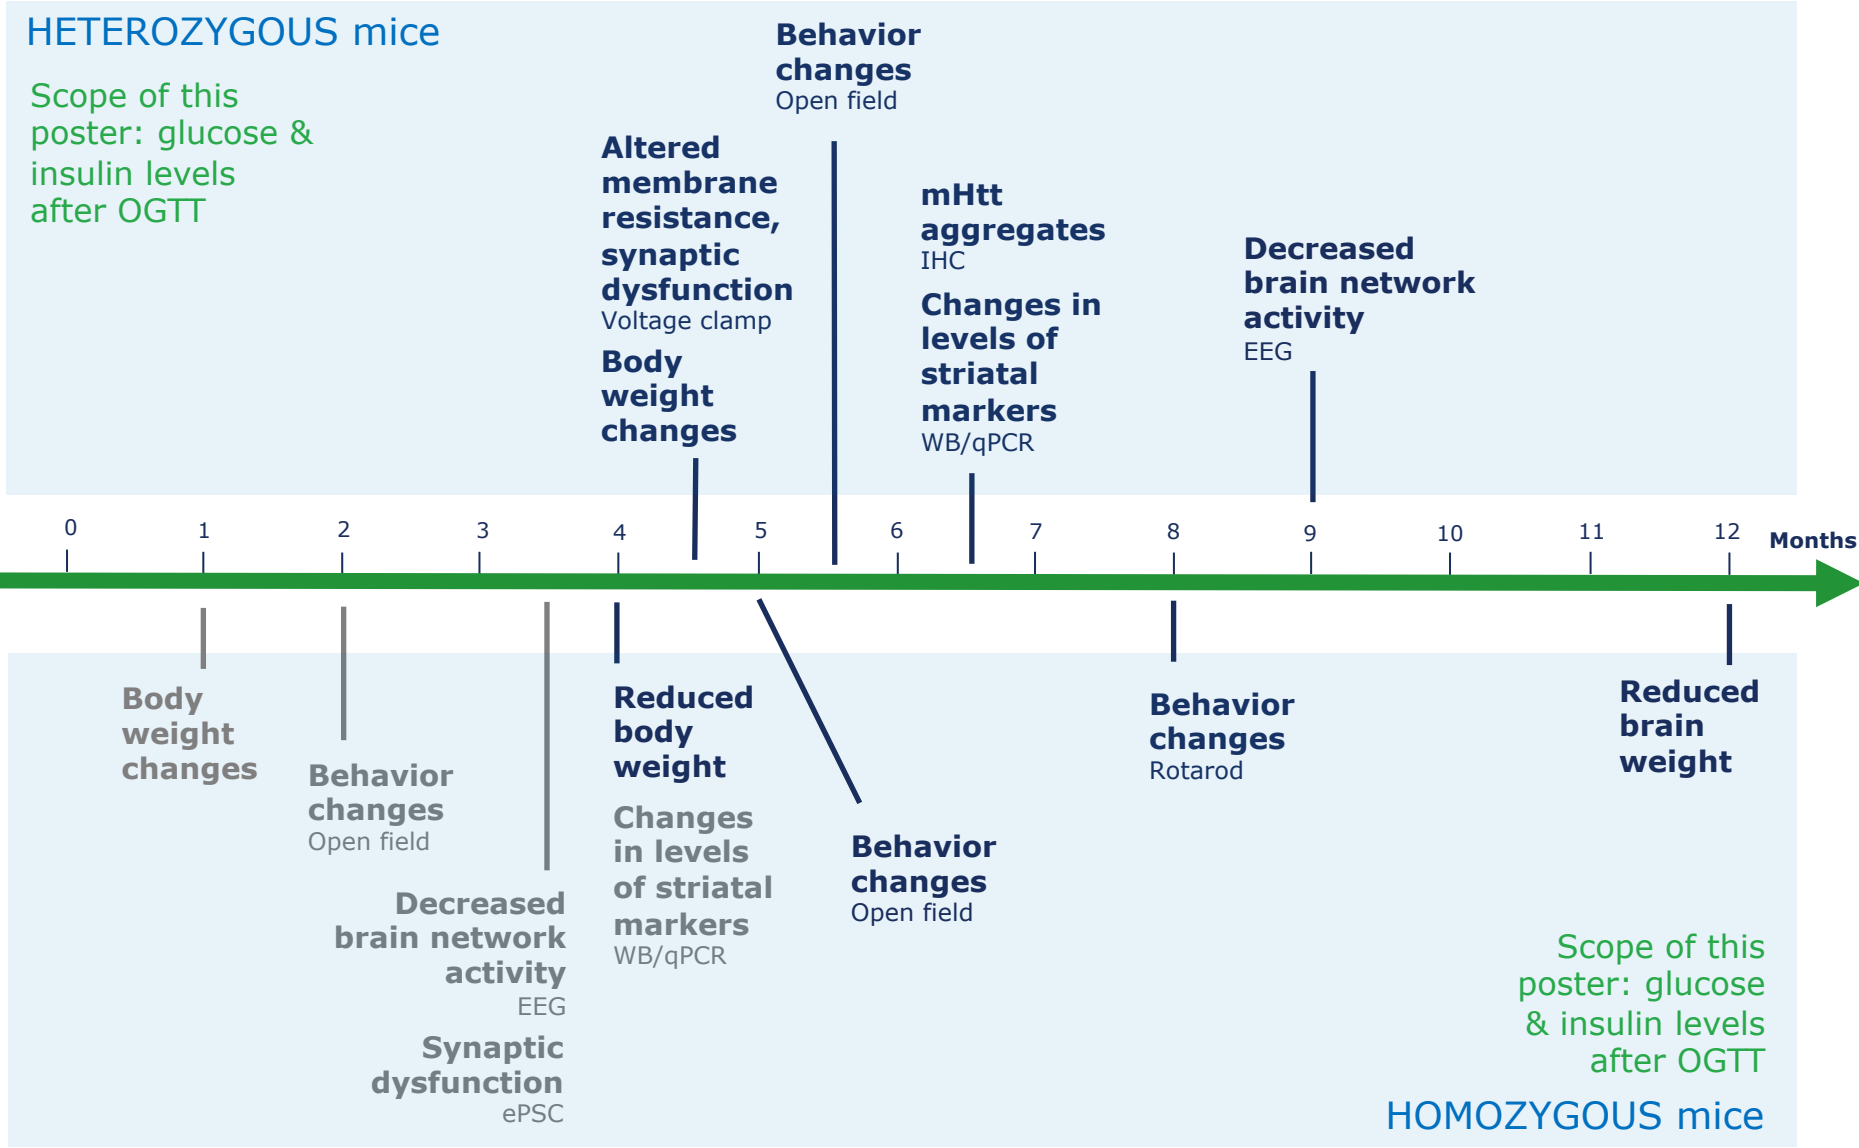 HETEROZYGOUS mice
Scope of this
poster: glucose &
insulin levels
after OGTT
Altered
membrane
resistance,
synaptic
dysfunction
Voltage clamp
Body
weight
changes
Behavior
changes
Open field
mHtt
aggregates
IHC
Changes in
levels of
striatal
markers
WB/qPCR
Decreased
brain network
activity
EEG
0 1 2 3 4 5 6 7 8 9 10 11 12 Months
Body
weight
changes
Behavior
changes
Open field
Decreased
brain network
activity
EEG
Synaptic
dysfunction
ePSC
Reduced
body
weight
Changes
in levels
of striatal
markers
WB/qPCR
Behavior
changes
Open field
Behavior
changes
Rotarod
Reduced
brain
weight
Scope of this
poster: glucose
& insulin levels
after OGTT
HOMOZYGOUS mice